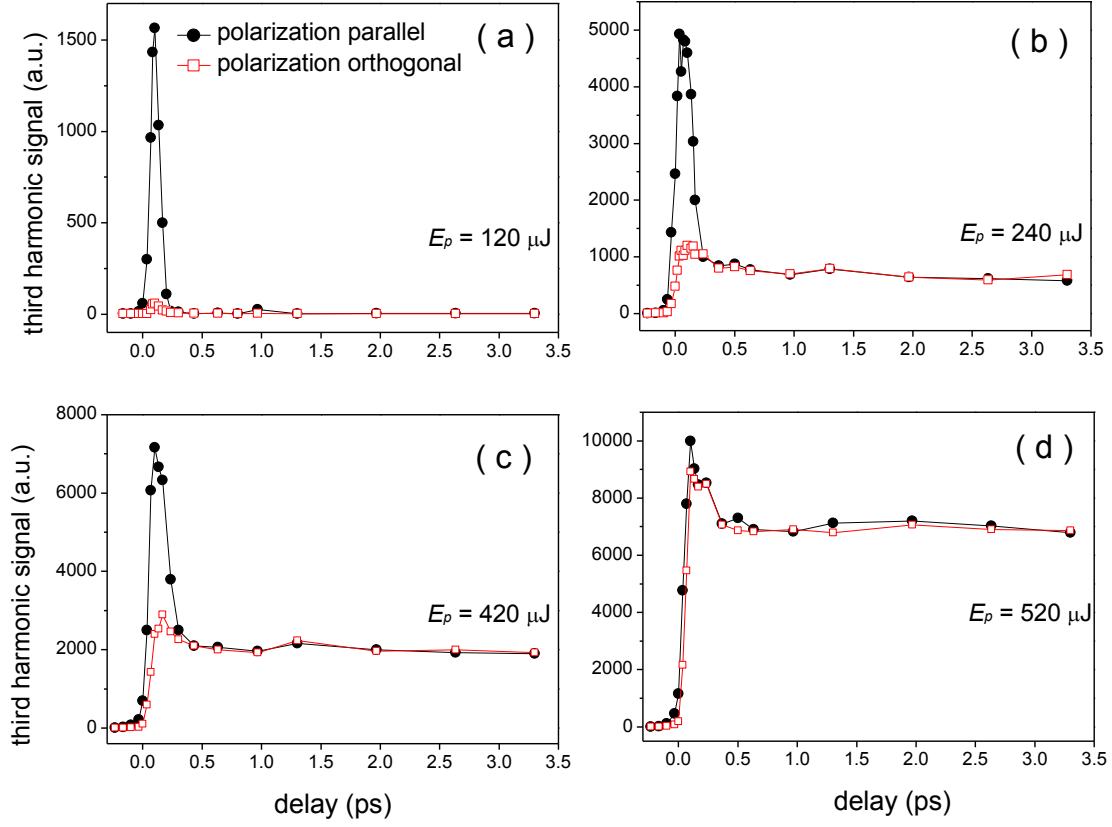 ( a )
polarization parallel
polarization orthogonal
third harmonic signal (a.u.)
1500
1000
500
0
Ep = 120 μJ
0.0 0.5 1.0 1.5 2.0 2.5 3.0 3.5
( b )
5000
4000
3000
2000
1000
0
Ep = 240 μJ
0.0 0.5 1.0 1.5 2.0 2.5 3.0 3.5
( c )
third harmonic signal (a.u.)
8000
6000
4000
2000
0
Ep = 420 μJ
0.0 0.5 1.0 1.5 2.0 2.5 3.0 3.5
delay (ps)
( d )
10000
8000
6000
4000
2000
0
Ep = 520 μJ
0.0 0.5 1.0 1.5 2.0 2.5 3.0 3.5
delay (ps)